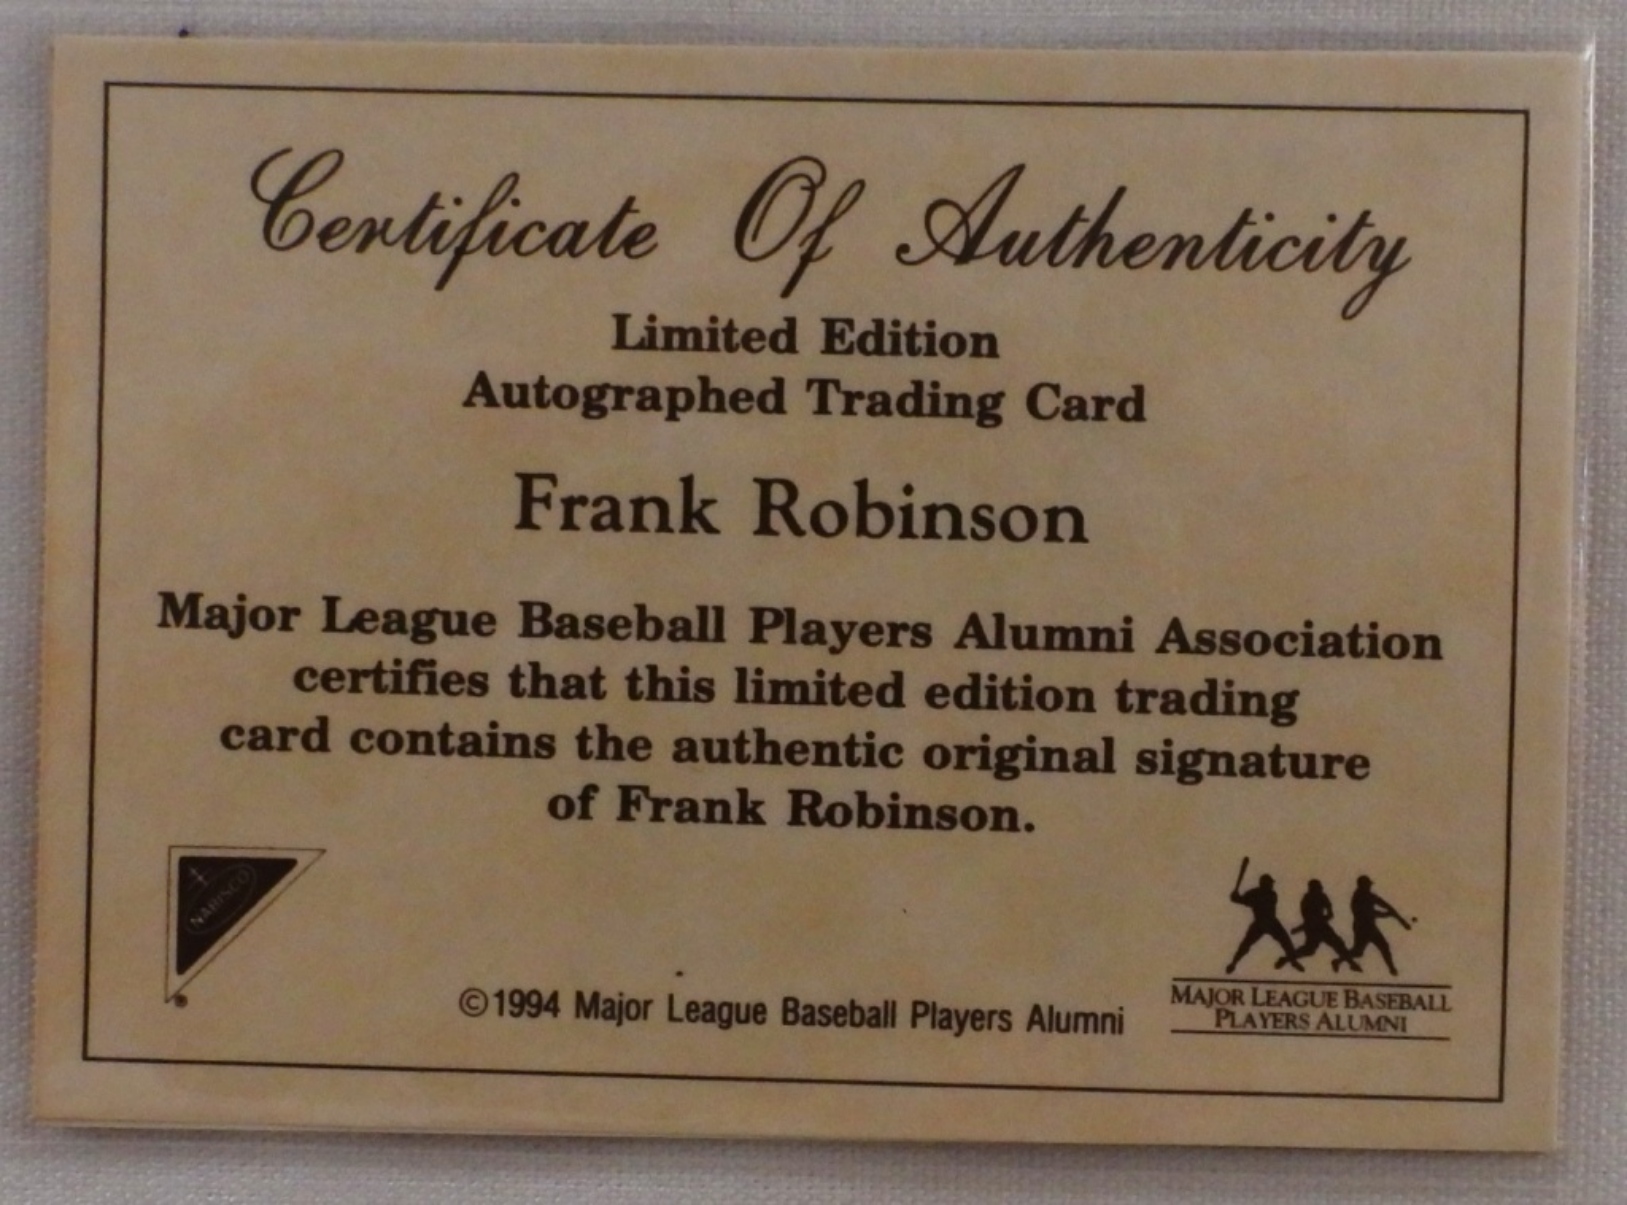 Certificate Of Authenticity
Limited Edition
Autographed Trading Card
Frank Robinson
Major League Baseball Players Alumni Association
certifies that this limited edition trading
card contains the authentic original signature
of Frank Robinson.
NABISCO
©1994 Major League Baseball Players Alumni
MAJOR LEAGUE BASEBALL
PLAYERS ALUMNI